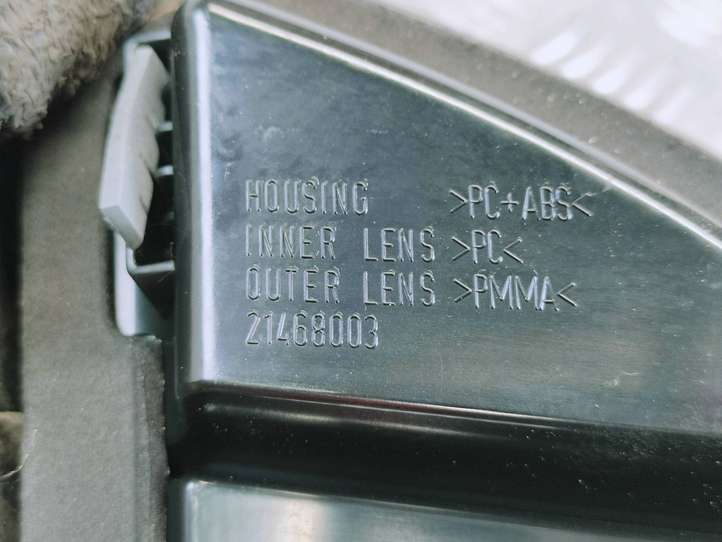 HOUSING >PC+ABS<
INNER LENS >PC<
OUTER LENS >PMMA<
21468003